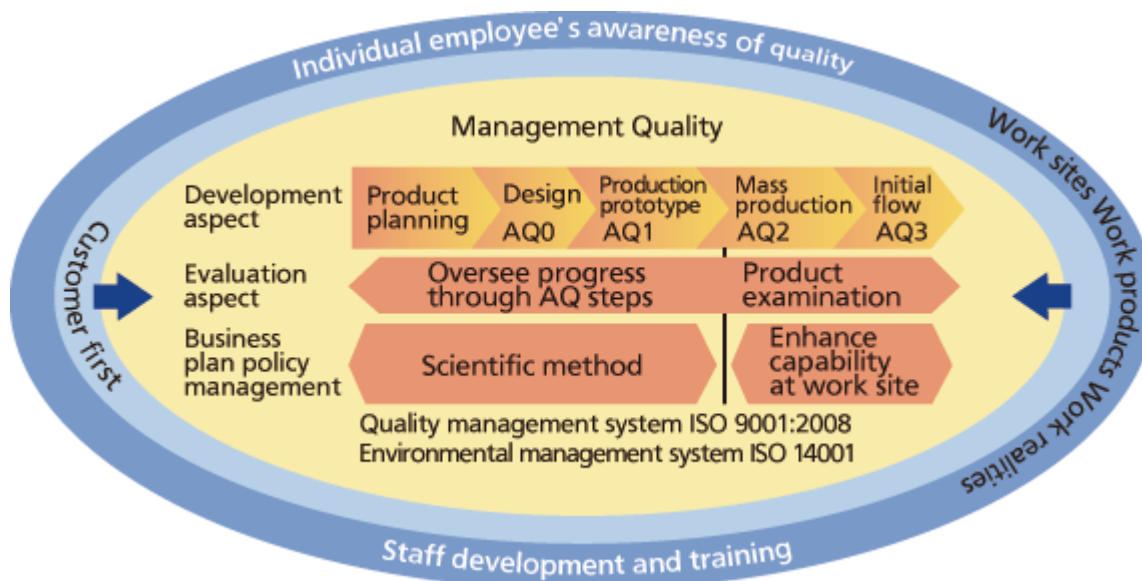 Individual employee's awareness of quality
Work sites Work products Work realities
Customer first
Management Quality
Development
aspect
Product
planning
Design
AQ0
Production
prototype
AQ1
Mass
production
AQ2
Initial
flow
AQ3
Evaluation
aspect
Oversee progress
through AQ steps
Product
examination
Business
plan policy
management
Scientific method
Enhance
capability
at work site
Quality management system ISO 9001:2008
Environmental management system ISO 14001
Staff development and training